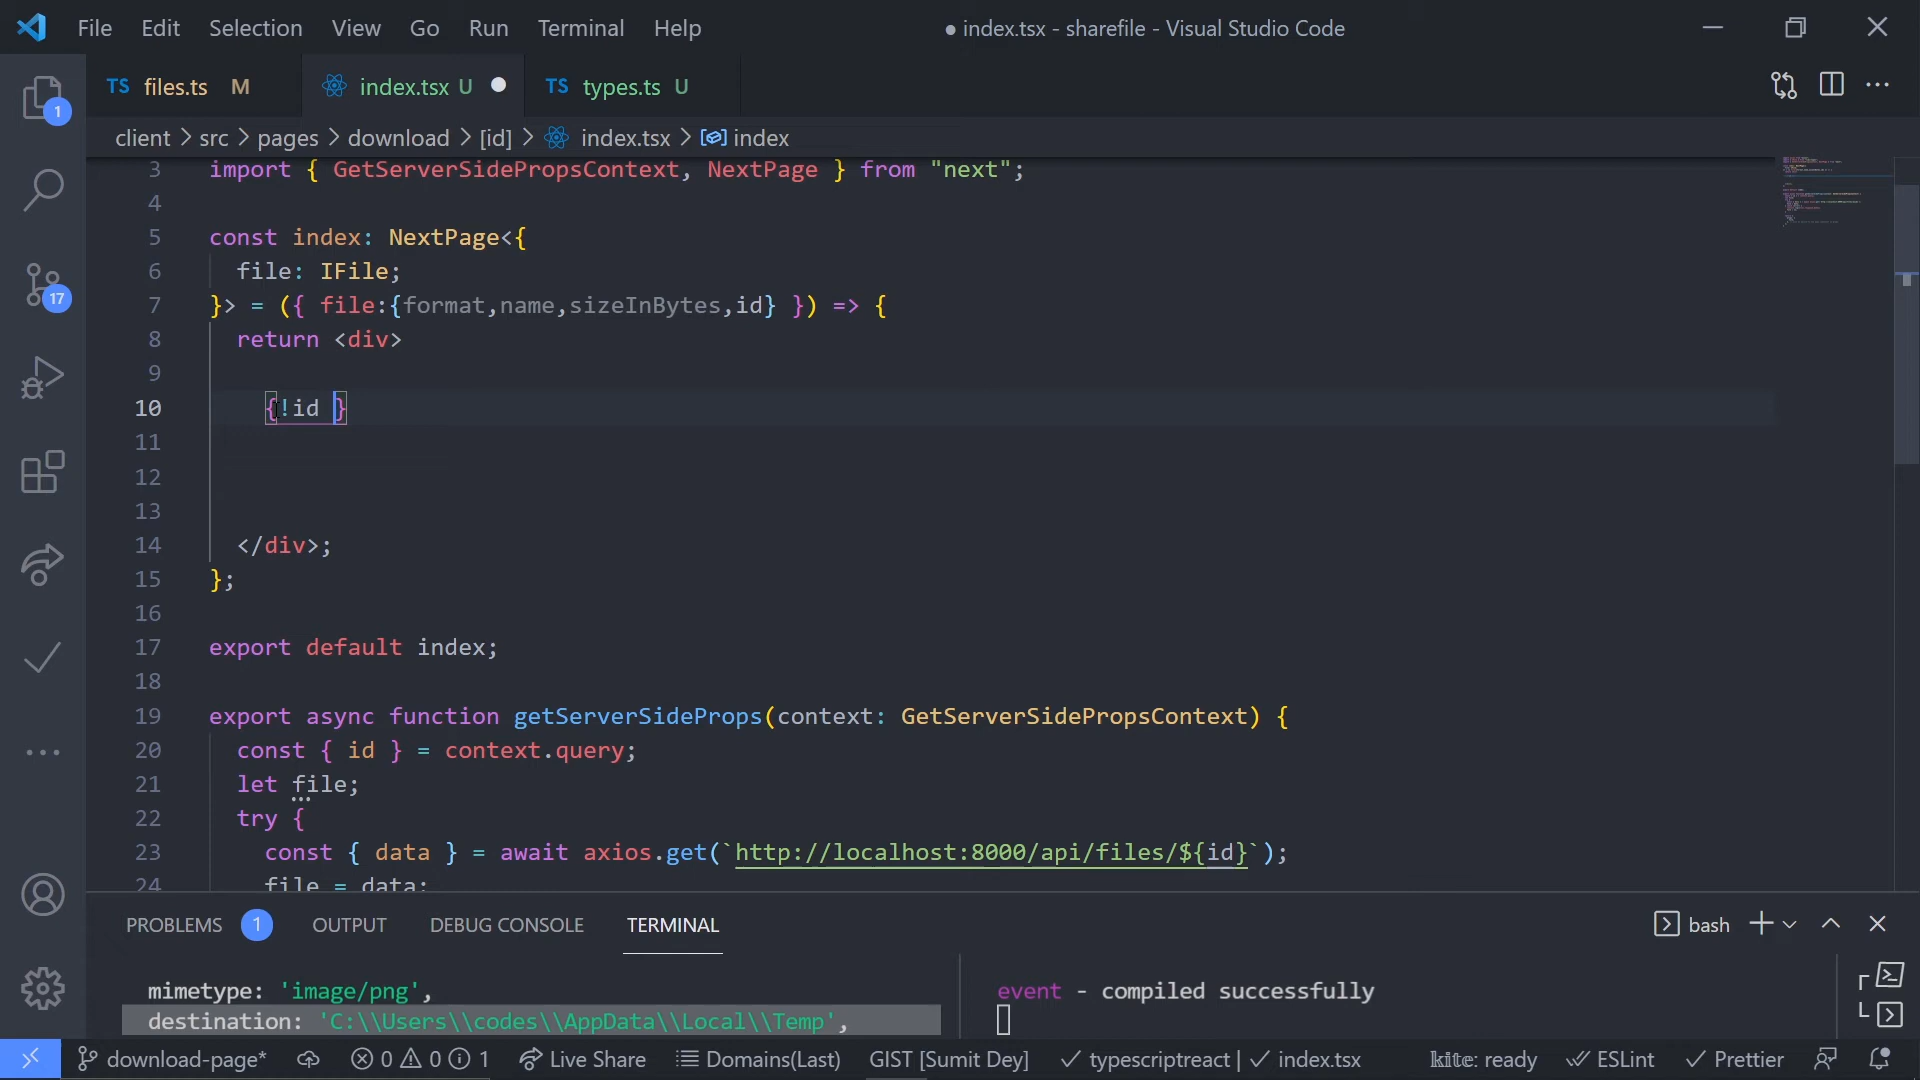 File Edit Selection View Go Run Terminal Help ● index.tsx - sharefile - Visual Studio Code
TS files.ts M index.tsx U TS types.ts U
client > src > pages > download > [id] > index.tsx > index
1
17
3 import { GetServerSidePropsContext, NextPage } from "next";
4
5 const index: NextPage<{
6 file: IFile;
7 }> = ({ file:{format,name,sizeInBytes,id} }) => {
8 return <div>
9
10 {!id }
11
12
13
14 </div>;
15 };
16
17 export default index;
18
19 export async function getServerSideProps(context: GetServerSidePropsContext) {
20 const { id } = context.query;
21 let file;
22 try {
23 const { data } = await axios.get(`http://localhost:8000/api/files/${id}`);
24 file = data;
PROBLEMS 1 OUTPUT DEBUG CONSOLE TERMINAL bash
mimetype: 'image/png',
destination: 'C:\\Users\\codes\\AppData\\Local\\Temp',
event - compiled successfully
download-page* 0 0 1 Live Share Domains(Last) GIST [Sumit Dey] typescriptreact | index.tsx kite: ready ESLint Prettier